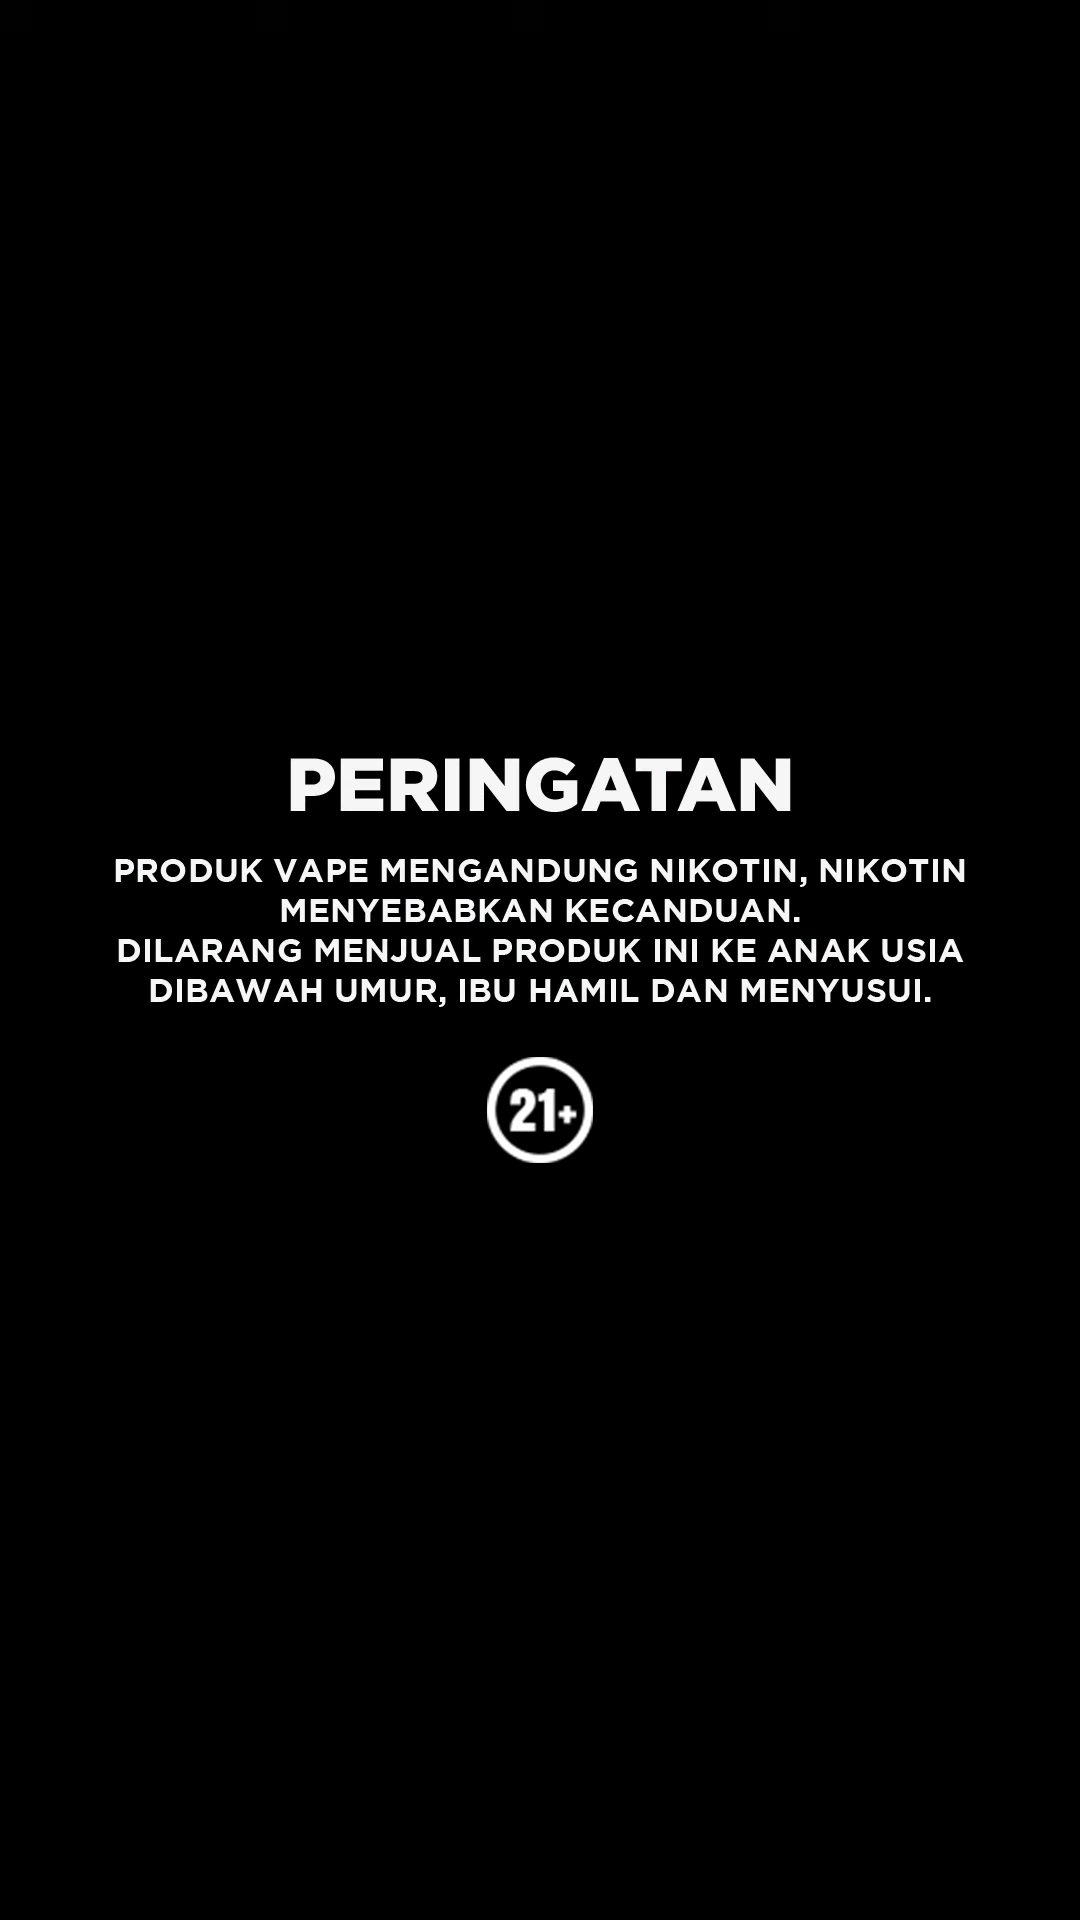 PERINGATAN
PRODUK VAPE MENGANDUNG NIKOTIN, NIKOTIN
MENYEBABKAN KECANDUAN.
DILARANG MENJUAL PRODUK INI KE ANAK USIA
DIBAWAH UMUR, IBU HAMIL DAN MENYUSUI.
21+